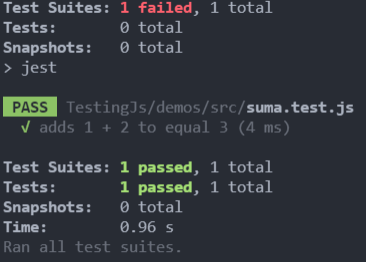 Test Suites: 1 failed, 1 total
Tests: 0 total
Snapshots: 0 total
> jest
PASS TestingJs/demos/src/suma.test.js
√ adds 1 + 2 to equal 3 (4 ms)
Test Suites: 1 passed, 1 total
Tests: 1 passed, 1 total
Snapshots: 0 total
Time: 0.96 s
Ran all test suites.